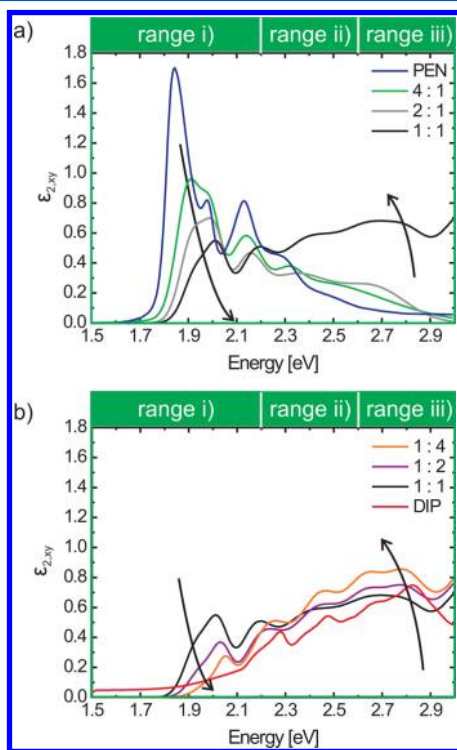 a)
range i) range ii) range iii)
1.8
1.6
1.4
1.2
1.0
0.8
0.6
0.4
0.2
0.0
ε2,xy
PEN
4 : 1
2 : 1
1 : 1
1.5 1.7 1.9 2.1 2.3 2.5 2.7 2.9
Energy [eV]
b)
range i) range ii) range iii)
1.8
1.6
1.4
1.2
1.0
0.8
0.6
0.4
0.2
0.0
ε2,xy
1 : 4
1 : 2
1 : 1
DIP
1.5 1.7 1.9 2.1 2.3 2.5 2.7 2.9
Energy [eV]